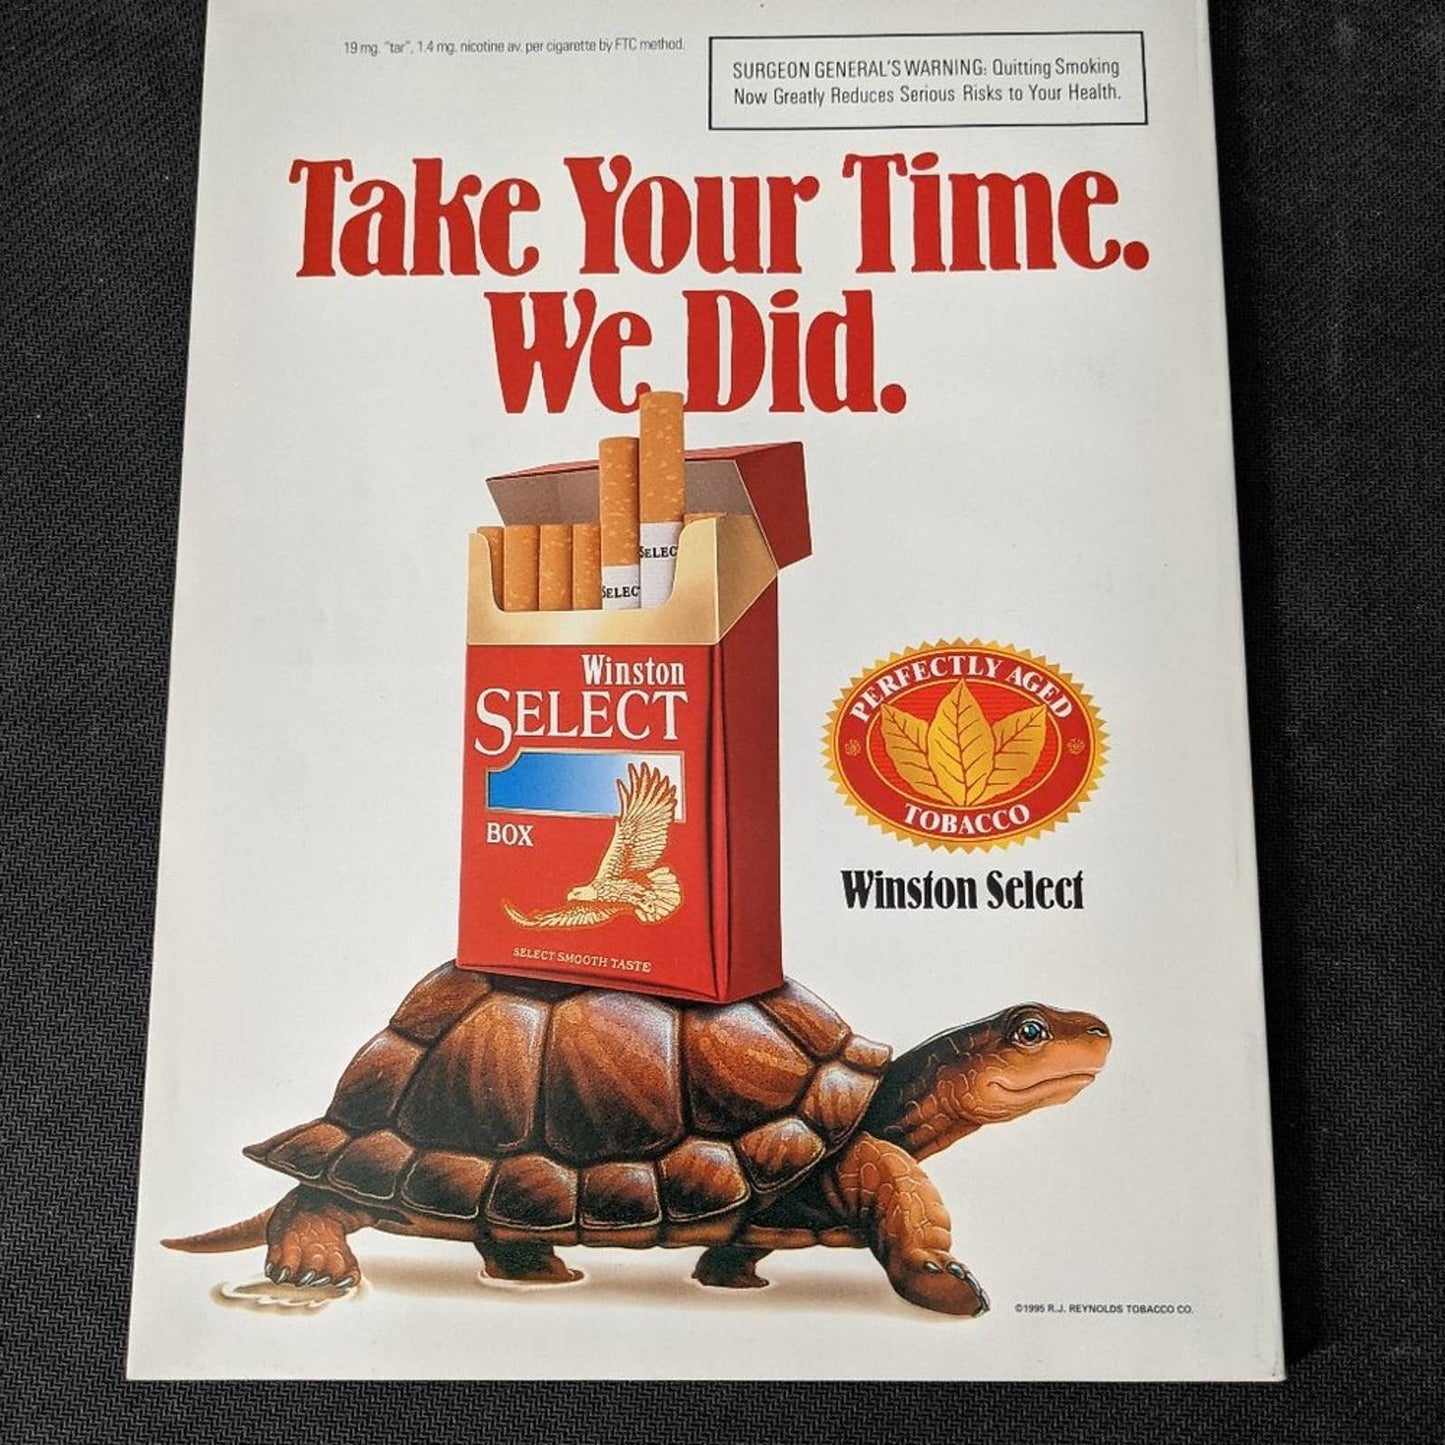 19 mg. "tar", 1.4 mg. nicotine av. per cigarette by FTC method.
SURGEON GENERAL'S WARNING: Quitting Smoking
Now Greatly Reduces Serious Risks to Your Health.
Take Your Time.
We Did.
SELEC
SELECT
Winston
SELECT
BOX
SELECT SMOOTH TASTE
PERFECTLY AGED
TOBACCO
Winston Select
©1995 R.J. REYNOLDS TOBACCO CO.